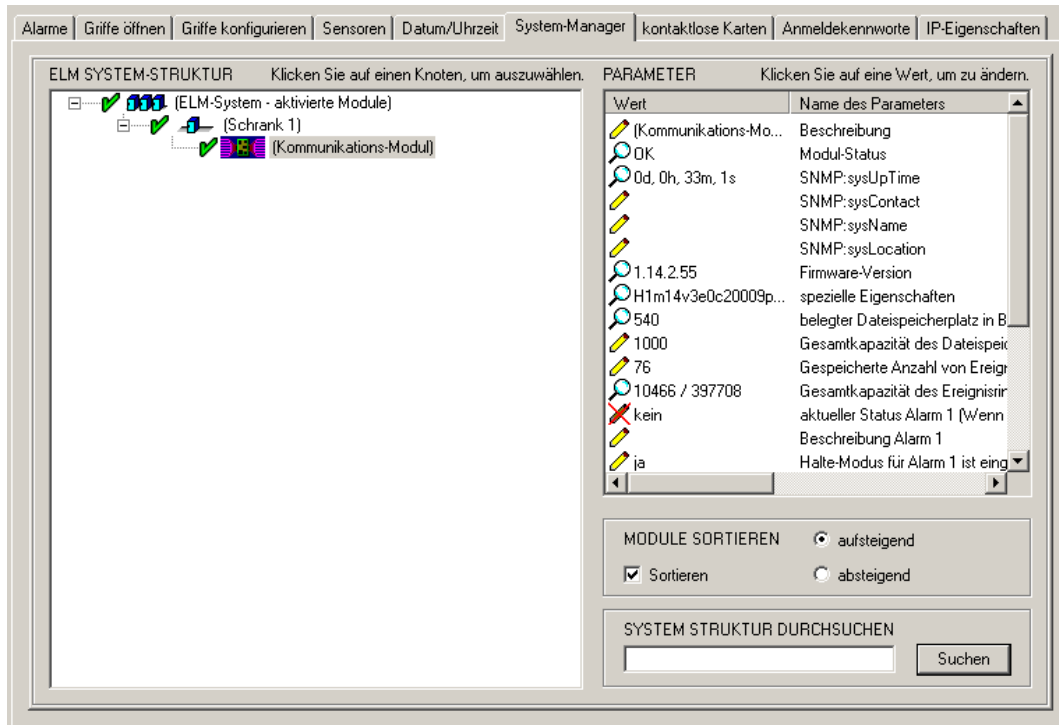 Alarme Griffe öffnen Griffe konfigurieren Sensoren Datum/Uhrzeit System-Manager kontaktlose Karten Anmeldekennworte IP-Eigenschaften
ELM SYSTEM-STRUKTUR Klicken Sie auf einen Knoten, um auszuwählen.
(ELM-System - aktivierte Module)
(Schrank 1)
(Kommunikations-Modul)
PARAMETER Klicken Sie auf eine Wert, um zu ändern.
Wert Name des Parameters
(Kommunikations-Mo... Beschreibung
OK Modul-Status
0d, 0h, 33m, 1s SNMP:sysUpTime
SNMP:sysContact
SNMP:sysName
SNMP:sysLocation
1.14.2.55 Firmware-Version
H1m14v3e0c20009p... spezielle Eigenschaften
540 belegter Dateispeicherplatz in B
1000 Gesamtkapazität des Dateispeic
76 Gespeicherte Anzahl von Ereigr
10466 / 397708 Gesamtkapazität des Ereignisrir
kein aktueller Status Alarm 1 (Wenn
Beschreibung Alarm 1
ja Halte-Modus für Alarm 1 ist eing
MODULE SORTIEREN aufsteigend
Sortieren absteigend
SYSTEM STRUKTUR DURCHSUCHEN
Suchen